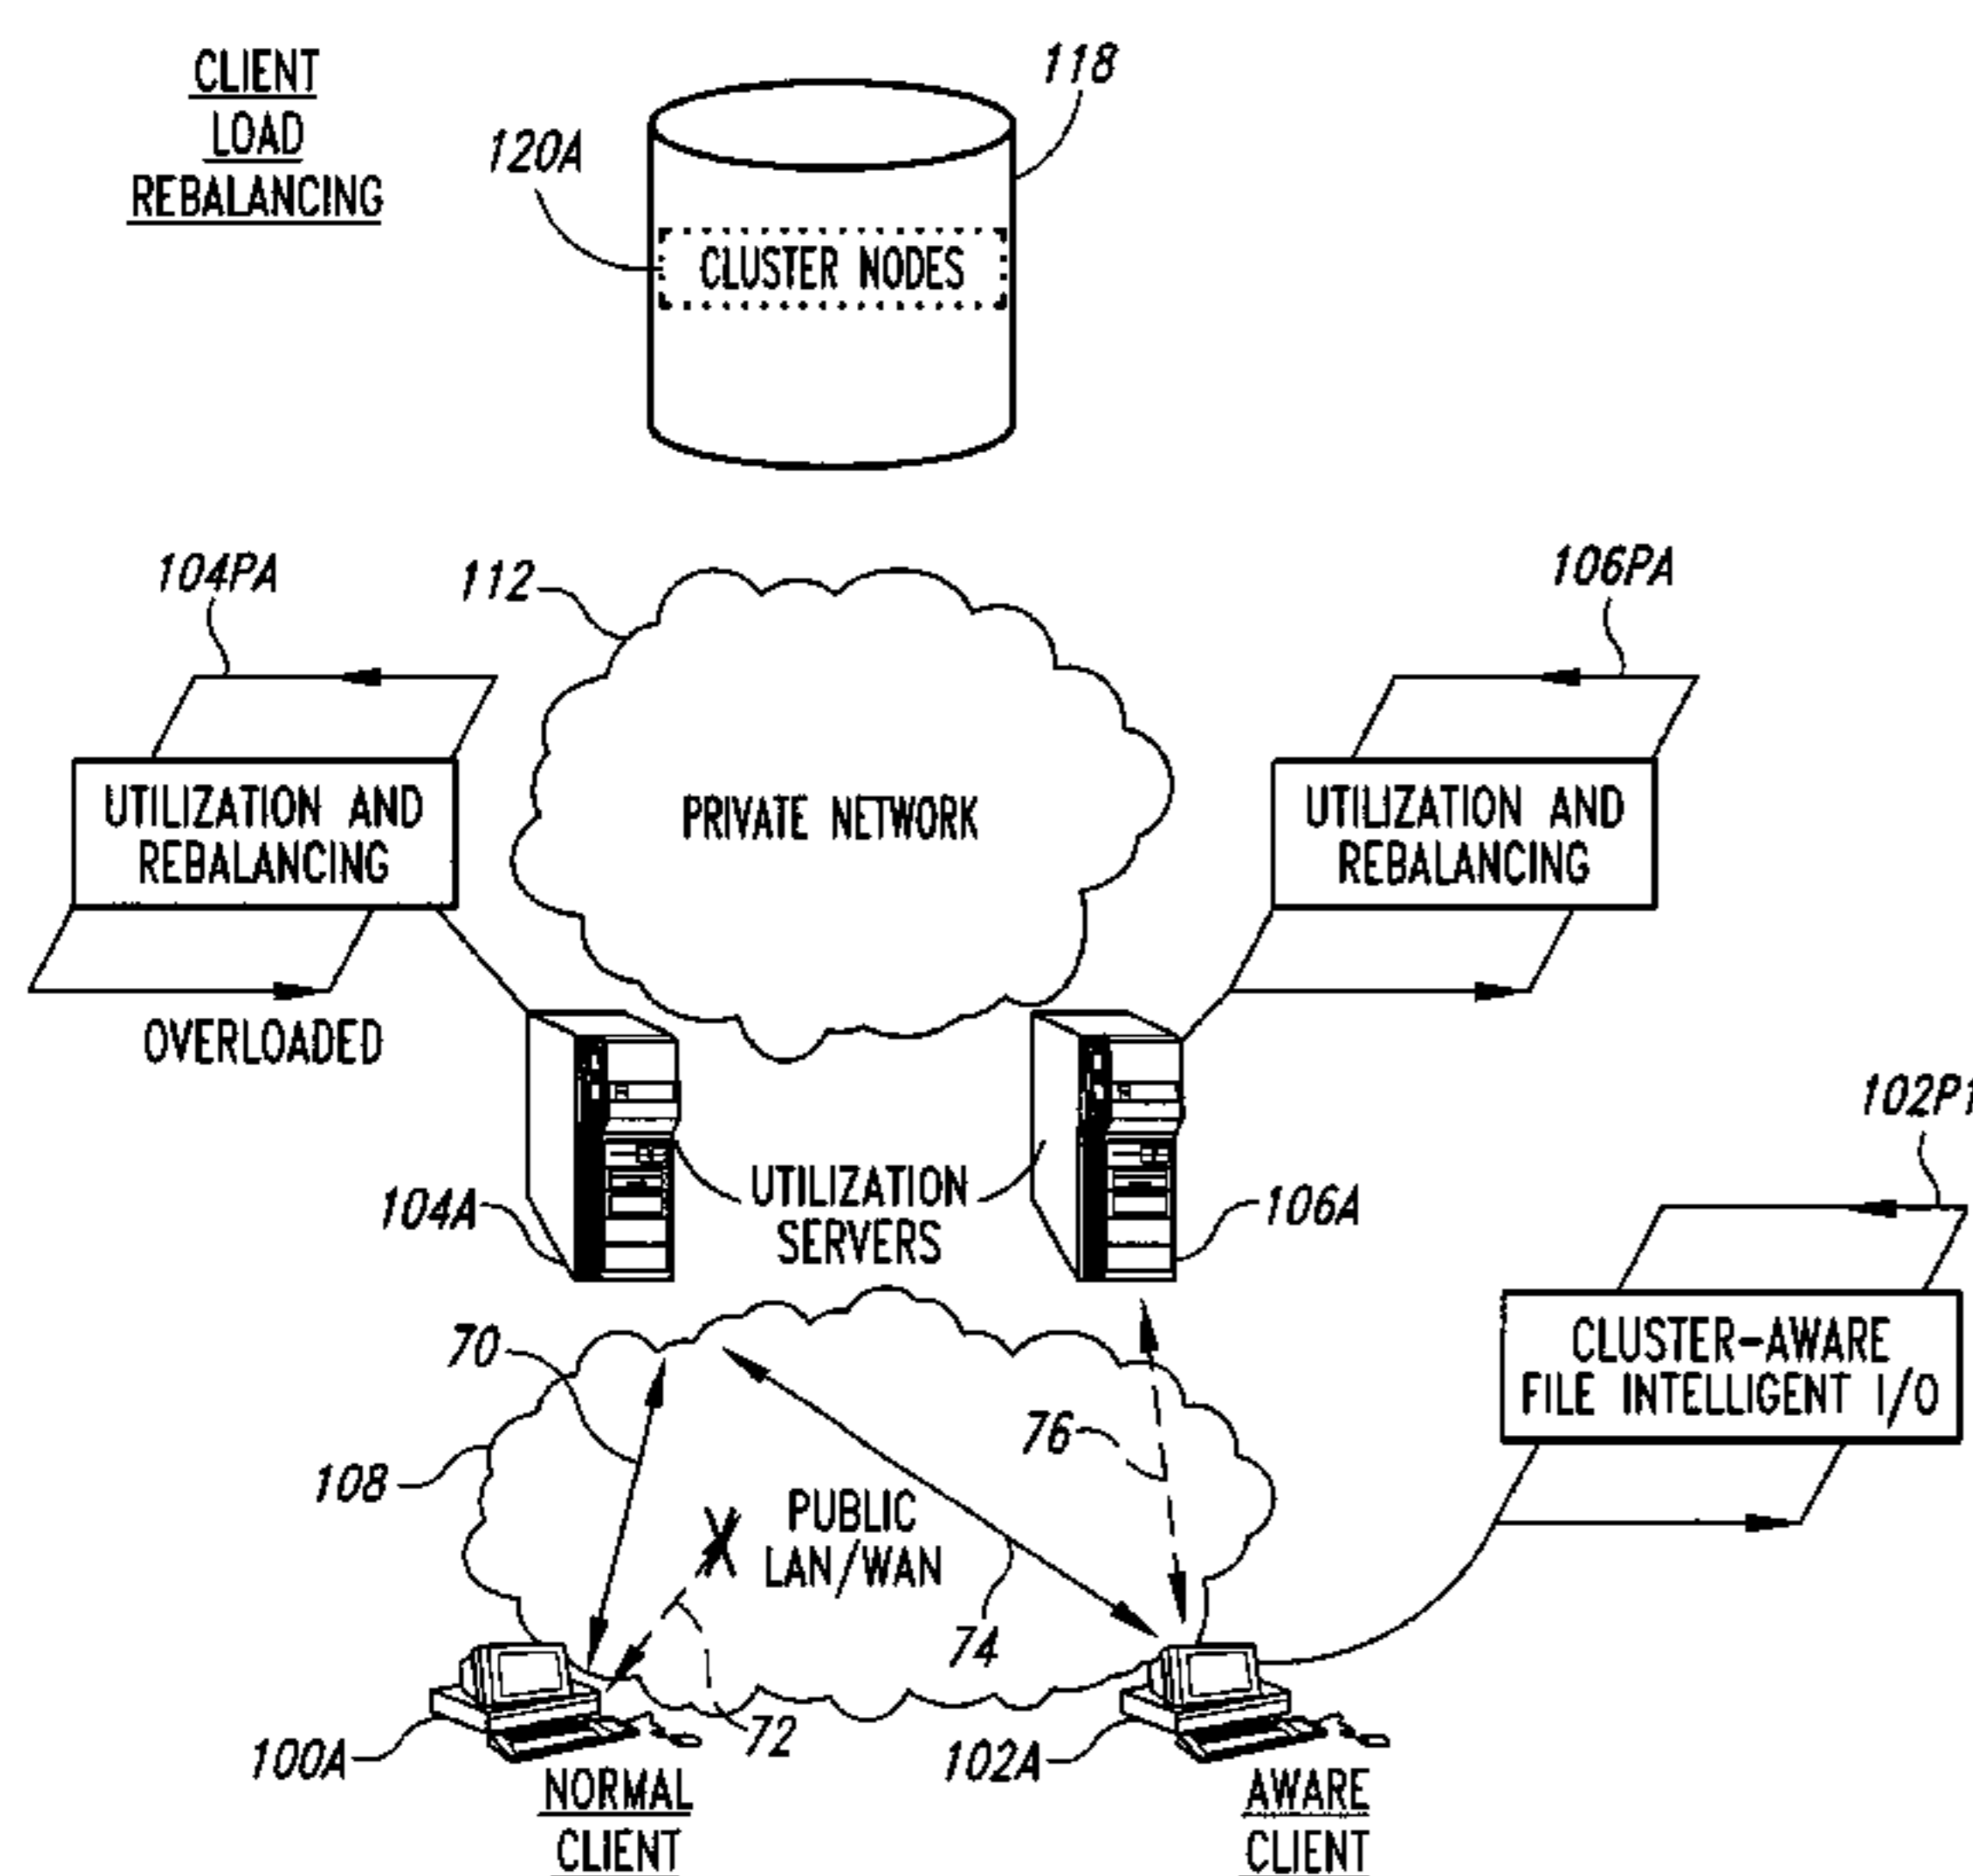 CLIENT
LOAD
REBALANCING
118
120A
CLUSTER NODES
104PA
112
106PA
UTILIZATION AND
REBALANCING
PRIVATE NETWORK
UTILIZATION AND
REBALANCING
OVERLOADED
102P1
104A
UTILIZATION
SERVERS
106A
CLUSTER-AWARE
FILE INTELLIGENT I/O
70
76
108
PUBLIC
LAN/WAN
74
72
100A
102A
NORMAL
CLIENT
AWARE
CLIENT